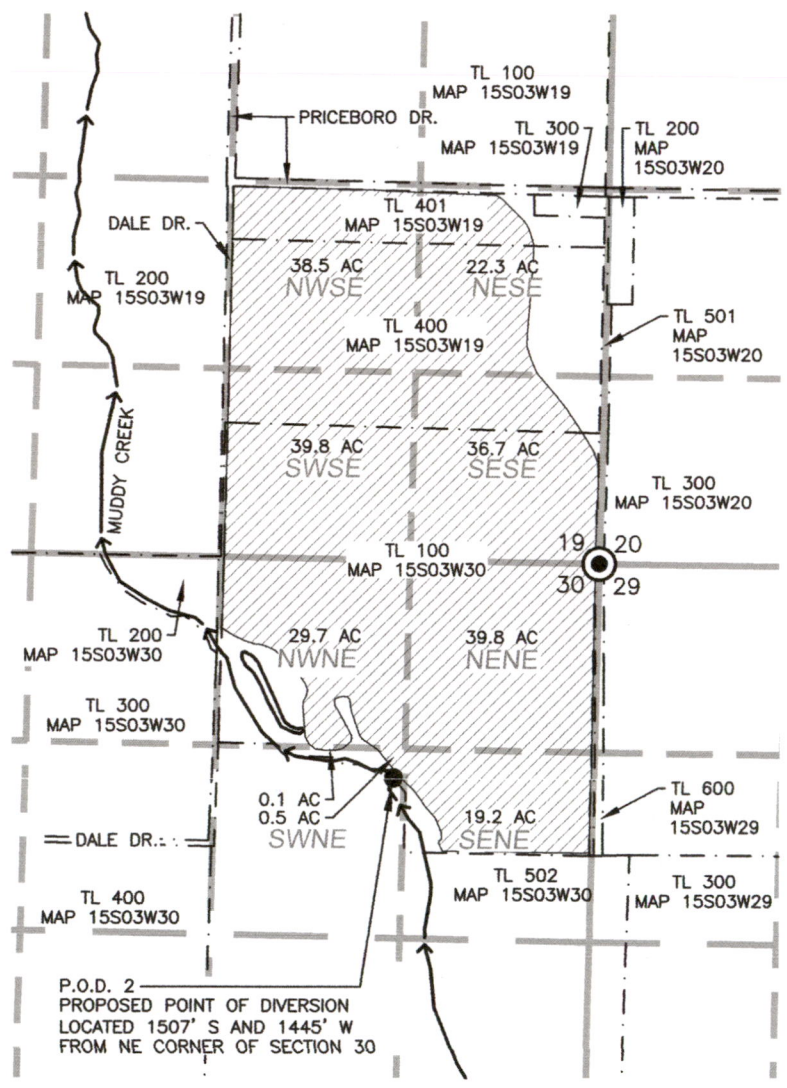 TL 100
MAP 15S03W19
PRICEBORO DR.
TL 300
MAP 15S03W19
TL 200
MAP
15S03W20
TL 401
MAP 15S03W19
DALE DR.
38.5 AC
NWSE
22.3 AC
NESE
TL 200
MAP 15S03W19
TL 400
MAP 15S03W19
TL 501
MAP
15S03W20
MUDDY CREEK
39.8 AC
SWSE
36.7 AC
SESE
TL 300
MAP 15S03W20
19 20
30 29
TL 100
MAP 15S03W30
TL 200
MAP 15S03W30
29.7 AC
NWNE
39.8 AC
NENE
TL 300
MAP 15S03W30
0.1 AC
0.5 AC
SWNE
19.2 AC
SENE
TL 600
MAP
15S03W29
DALE DR.
TL 400
MAP 15S03W30
TL 502
MAP 15S03W30
TL 300
MAP 15S03W29
P.O.D. 2
PROPOSED POINT OF DIVERSION
LOCATED 1507' S AND 1445' W
FROM NE CORNER OF SECTION 30